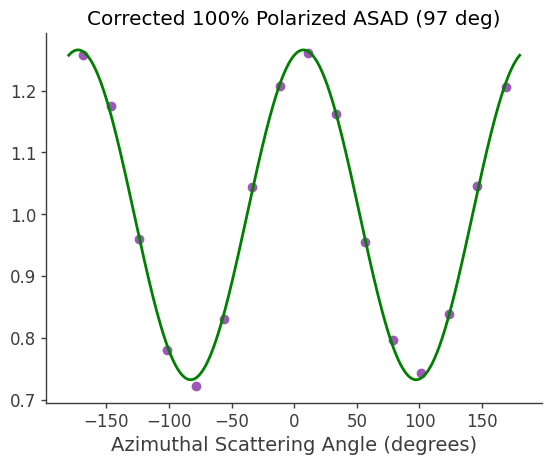 Corrected 100% Polarized ASAD (97 deg)
1.2
1.1
1.0
0.9
0.8
0.7
−150 −100 −50 0 50 100 150
Azimuthal Scattering Angle (degrees)